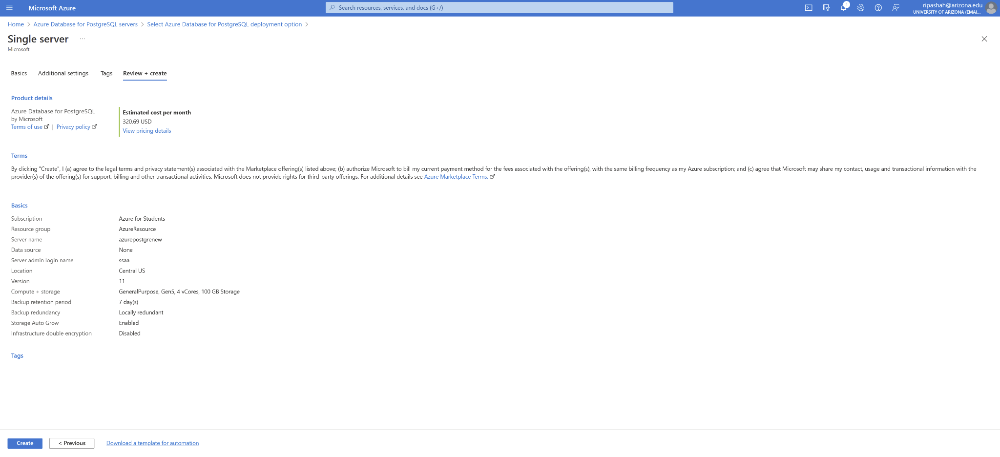 Microsoft Azure
Search resources, services, and docs (G+/)
1
ripashah@arizona.edu
UNIVERSITY OF ARIZONA (EMAI...
Home > Azure Database for PostgreSQL servers > Select Azure Database for PostgreSQL deployment option >
Single server ...
Microsoft
Basics Additional settings Tags Review + create
Product details
Azure Database for PostgreSQL
by Microsoft
Terms of use | Privacy policy
Estimated cost per month
320.69 USD
View pricing details
Terms
By clicking "Create", I (a) agree to the legal terms and privacy statement(s) associated with the Marketplace offering(s) listed above; (b) authorize Microsoft to bill my current payment method for the fees associated with the offering(s), with the same billing frequency as my Azure subscription; and (c) agree that Microsoft may share my contact, usage and transactional information with the
provider(s) of the offering(s) for support, billing and other transactional activities. Microsoft does not provide rights for third-party offerings. For additional details see Azure Marketplace Terms.
Basics
Subscription Azure for Students
Resource group AzureResource
Server name azurepostgrenew
Data source None
Server admin login name ssaa
Location Central US
Version 11
Compute + storage GeneralPurpose, Gen5, 4 vCores, 100 GB Storage
Backup retention period 7 day(s)
Backup redundancy Locally redundant
Storage Auto Grow Enabled
Infrastructure double encryption Disabled
Tags
Create < Previous Download a template for automation